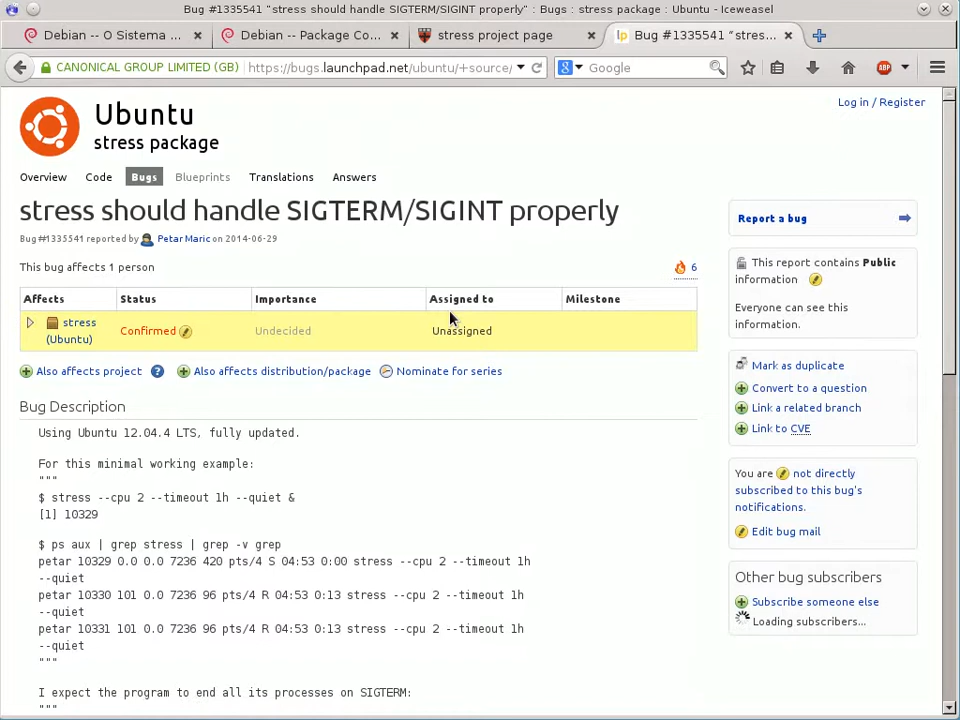 Bug #1335541 "stress should handle SIGTERM/SIGINT properly" : Bugs : stress package : Ubuntu - Iceweasel
Debian -- O Sistema ...
Debian -- Package Co...
stress project page
lp Bug #1335541 “stres...
CANONICAL GROUP LIMITED (GB)
https://bugs.launchpad.net/ubuntu/+source/
Google
ABP
Log in / Register
Ubuntu
stress package
Overview Code Bugs Blueprints Translations Answers
stress should handle SIGTERM/SIGINT properly
Bug #1335541 reported by Petar Maric on 2014-06-29
This bug affects 1 person
6
Affects Status Importance Assigned to Milestone
stress
(Ubuntu)
Confirmed Undecided Unassigned
Also affects project ? Also affects distribution/package Nominate for series
Bug Description
Using Ubuntu 12.04.4 LTS, fully updated.
For this minimal working example:
"""
$ stress --cpu 2 --timeout 1h --quiet &
[1] 10329
$ ps aux | grep stress | grep -v grep
petar 10329 0.0 0.0 7236 420 pts/4 S 04:53 0:00 stress --cpu 2 --timeout 1h
--quiet
petar 10330 101 0.0 7236 96 pts/4 R 04:53 0:13 stress --cpu 2 --timeout 1h
--quiet
petar 10331 101 0.0 7236 96 pts/4 R 04:53 0:13 stress --cpu 2 --timeout 1h
--quiet
"""
I expect the program to end all its processes on SIGTERM:
"""
Report a bug
This report contains Public
information
Everyone can see this
information.
Mark as duplicate
Convert to a question
Link a related branch
Link to CVE
You are not directly
subscribed to this bug's
notifications.
Edit bug mail
Other bug subscribers
Subscribe someone else
Loading subscribers...